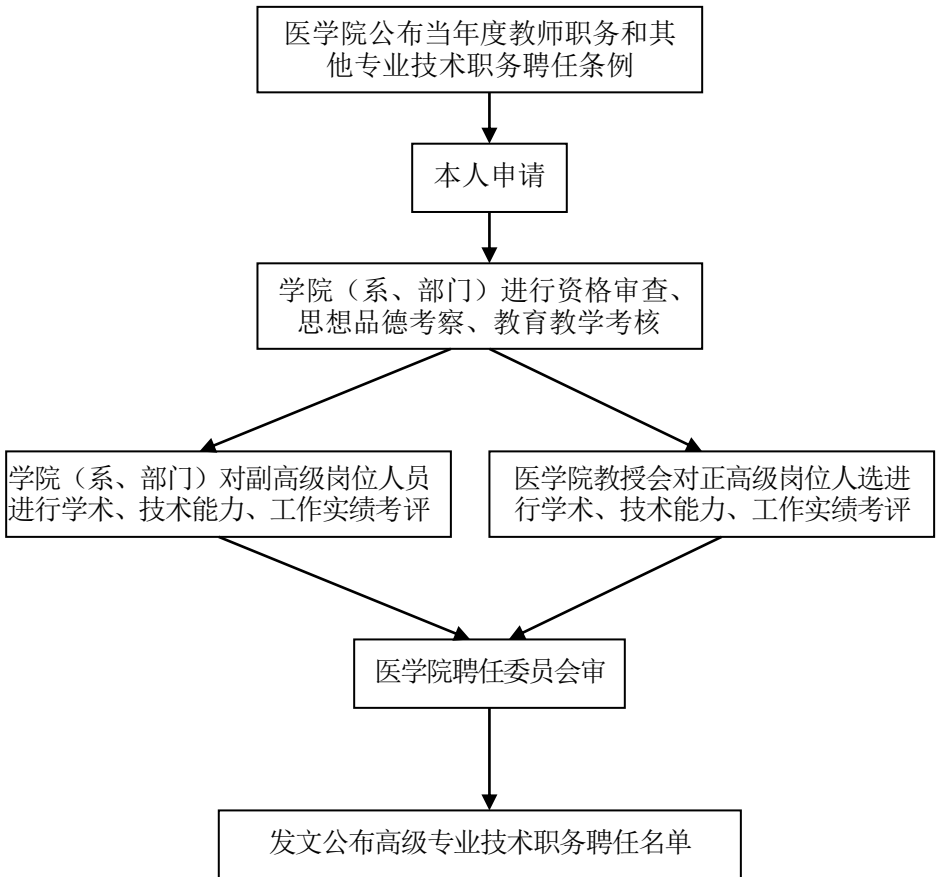 医学院公布当年度教师职务和其
他专业技术职务聘任条例
本人申请
学院（系、部门）进行资格审查、
思想品德考察、教育教学考核
学院（系、部门）对副高级岗位人员
进行学术、技术能力、工作实绩考评
医学院教授会对正高级岗位人选进
行学术、技术能力、工作实绩考评
医学院聘任委员会审
发文公布高级专业技术职务聘任名单